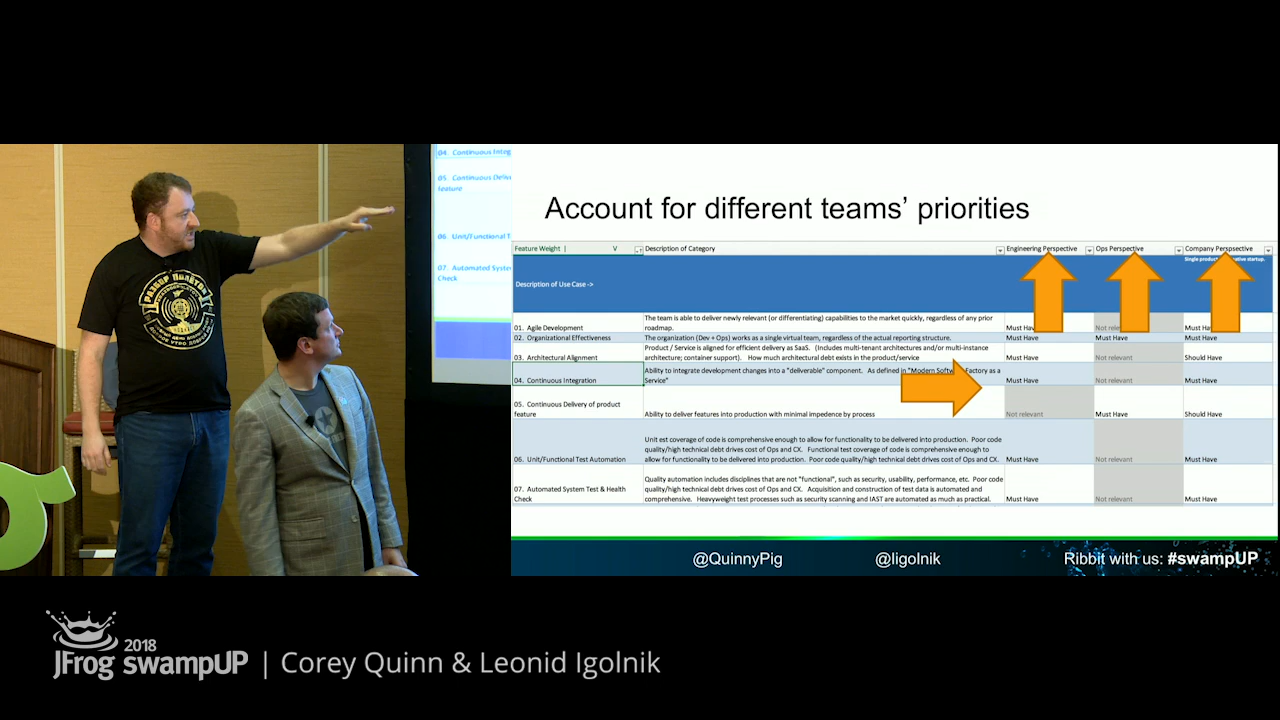 РАЗБОР ПОЛЁТОВ
04. Continuous Integ
05. Continuous Delive
feature
06. Unit/Functional T
07. Automated Syste
Check
Account for different teams' priorities
Feature Weight | V Description of Category Engineering Perspective Ops Perspective Company Perspsective
Description of Use Case ->
The team is able to deliver newly relevant (or differentiating) capabilities to the market quickly, regardless of any prior
01. Agile Development roadmap. Must Hav Not rele Must Ha
02. Organizational Effectiveness The organization (Dev + Ops) works as a single virtual team, regardless of the actual reporting structure. Must Have Not relevant Must Have
Product / Service is aligned for efficient delivery as SaaS. (Includes multi-tenant architectures and/or multi-instance
03. Architectural Alignment architecture; container support). How much architectural debt exists in the product/service Must Have Not relevant Should Have
Ability to integrate development changes into a "deliverable" component. As defined in "Modern Softw Factory as a
04. Continuous Integration Service" Must Have Not relevant Must Have
05. Continuous Delivery of product
feature Ability to deliver features into production with minimal impedence by process Not relevant Must Have Should Have
Unit est coverage of code is comprehensive enough to allow for functionality to be delivered into production. Poor code
quality/high technical debt drives cost of Ops and CX. Functional test coverage of code is comprehensive enough to
06. Unit/Functional Test Automation allow for functionality to be delivered into production. Poor code quality/high technical debt drives cost of Ops and CX. Must Have Not relevant Must Have
Quality automation includes disciplines that are not "functional", such as security, usability, performance, etc. Poor code
07. Automated System Test & Health quality/high technical debt drives cost of Ops and CX. Acquisition and construction of test data is automated and
Check comprehensive. Heavyweight test processes such as security scanning and IAST are automated as much as practical. Must Have Not relevant Must Have
@QuinnyPig @ligolnik Ribbit with us: #swampUP
2018
JFrog swampUP | Corey Quinn & Leonid Igolnik